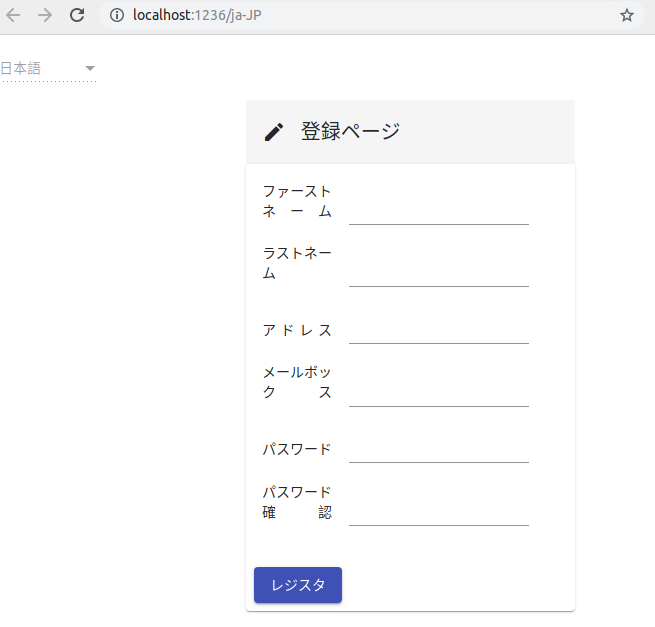 localhost:1236/ja-JP
日本語
登録ページ
ファースト
ネーム
ラストネー
ム
アドレス
メールボッ
クス
パスワード
パスワード
確認
レジスタ